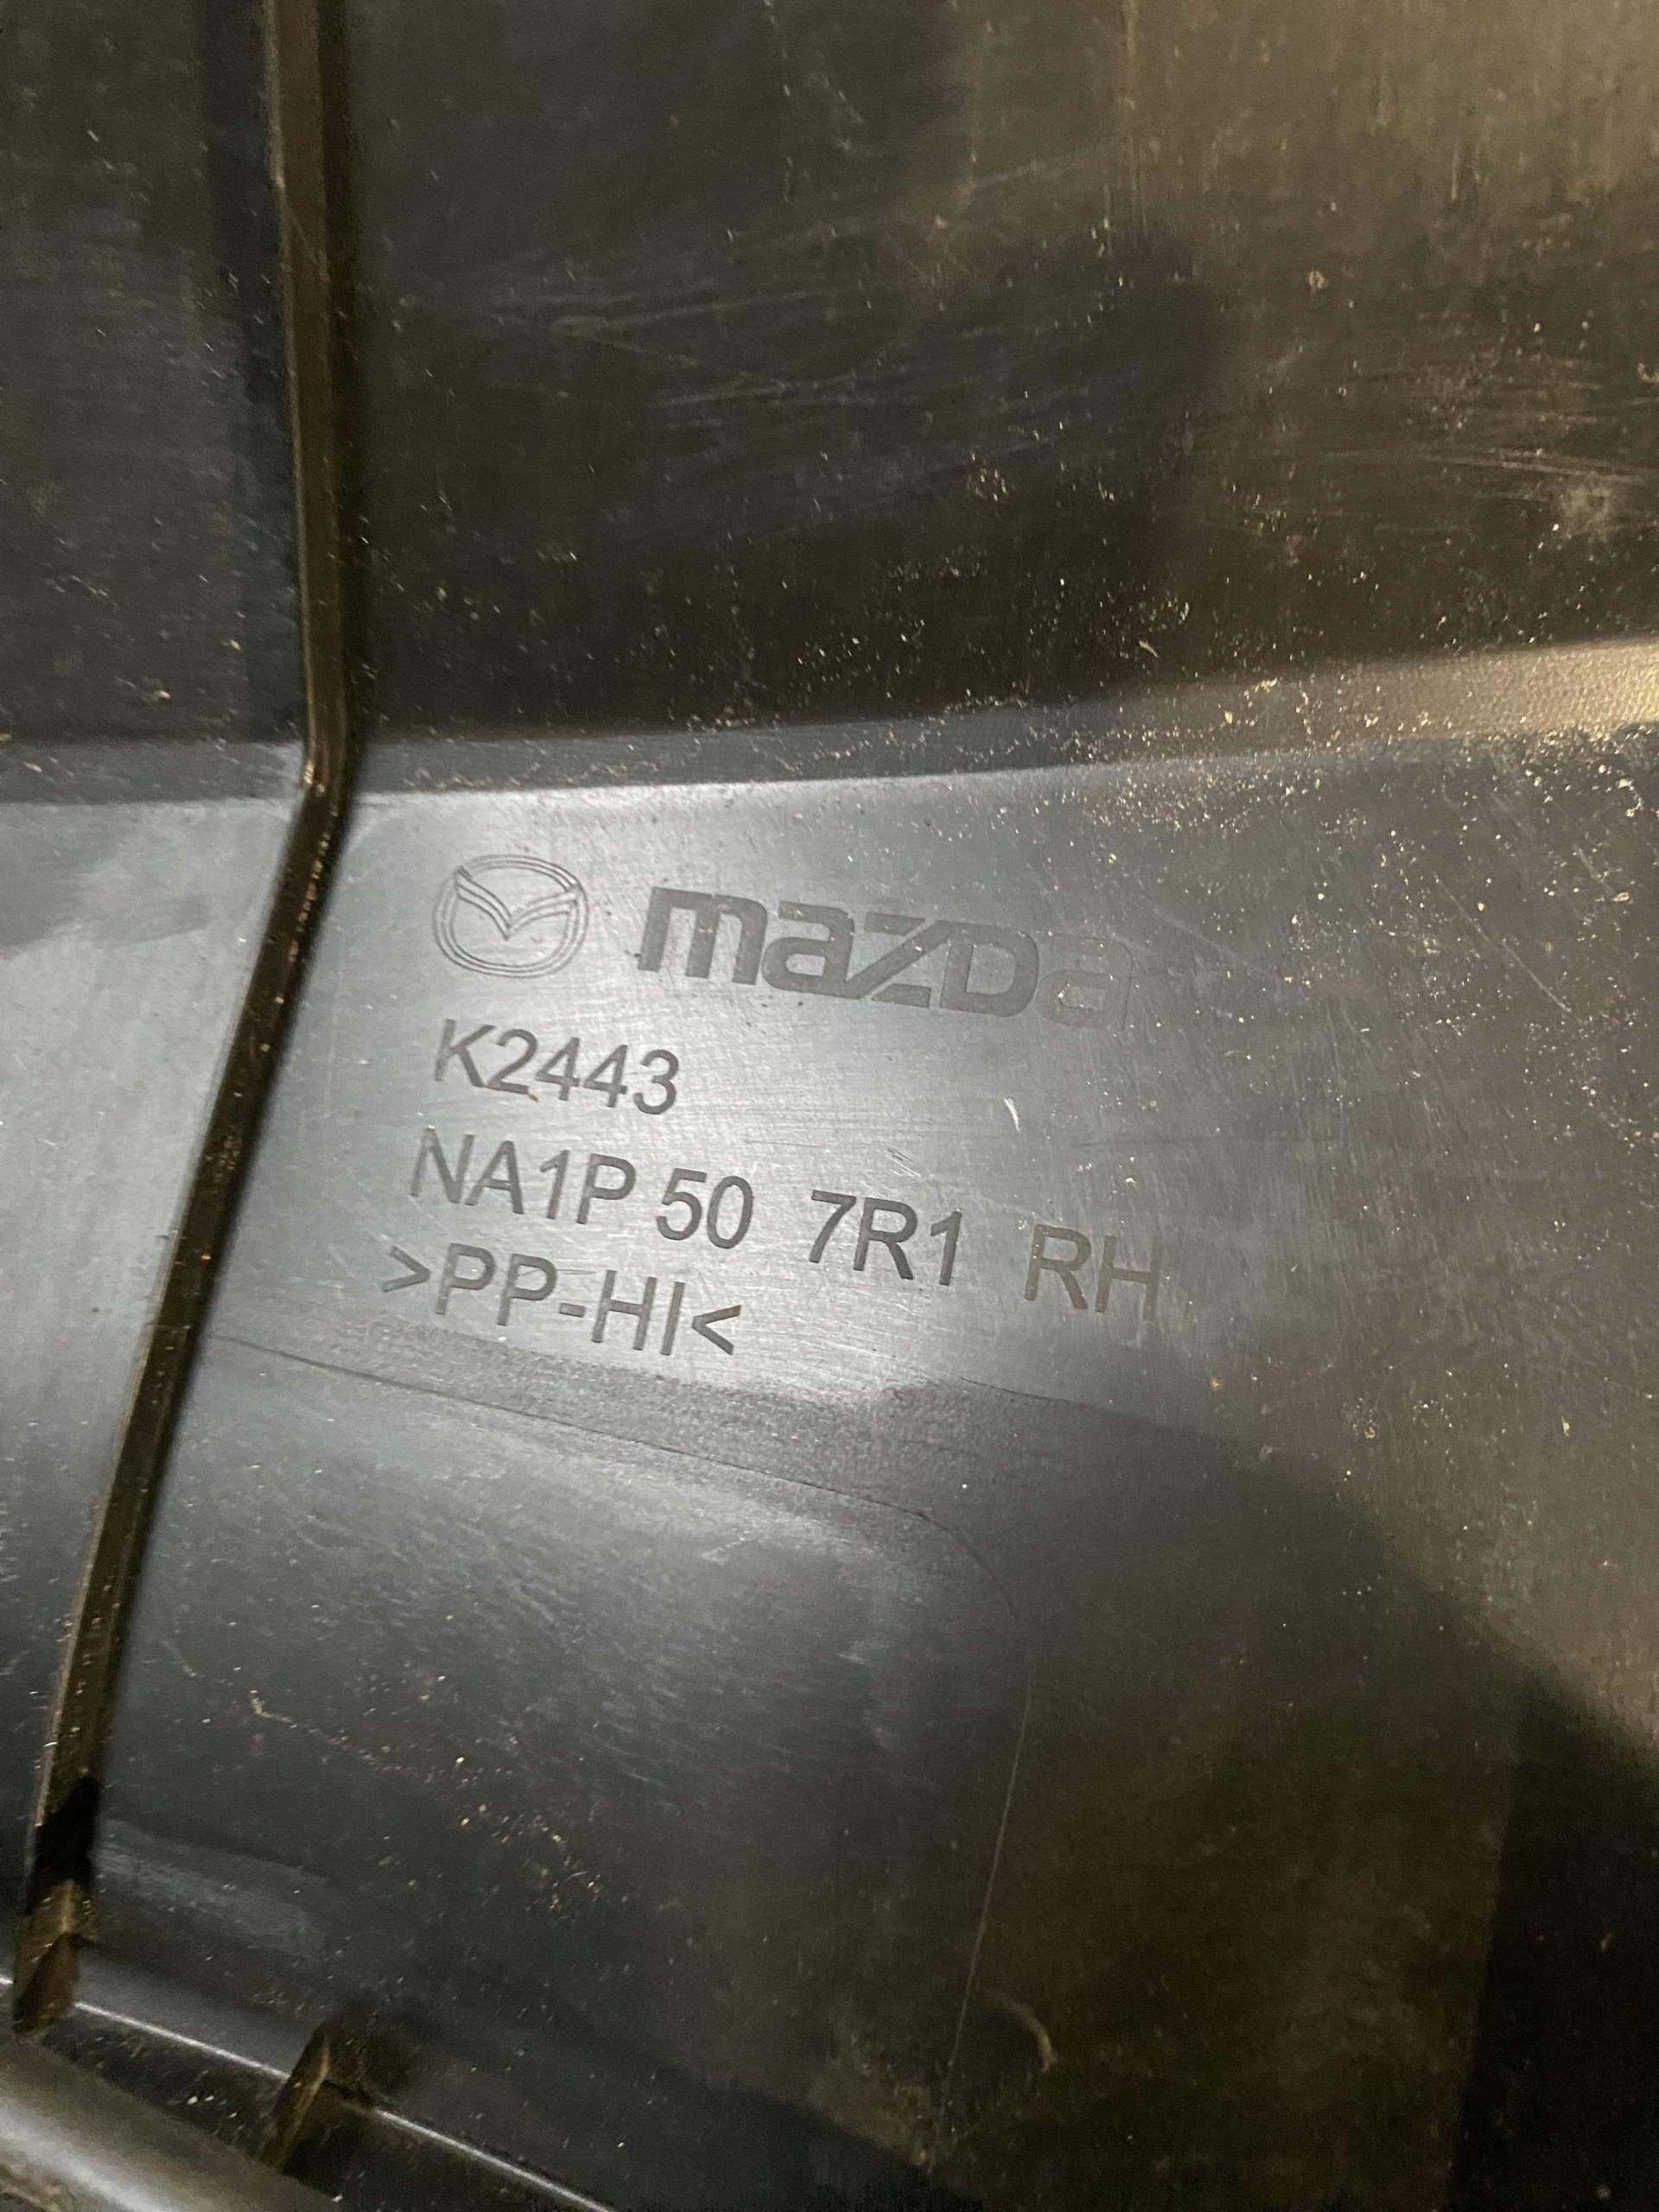 mazDa
K2443
NA1P 50 7R1 RH
>PP-HI<